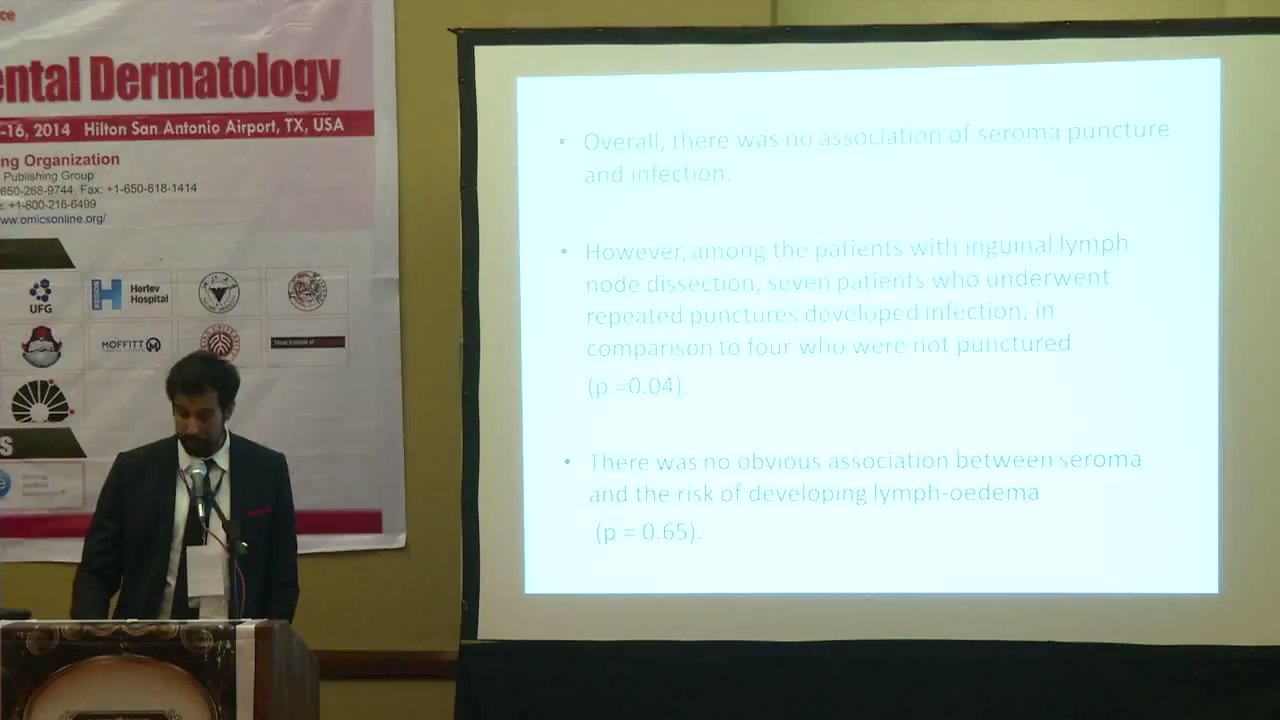 ce
ental Dermatology
-16, 2014 Hilton San Antonio Airport, TX, USA
ng Organization
Publishing Group
650-268-9744, Fax: +1-650-618-1414
e: +1-800-216-6499
ww.omicsonline.org/
UFG
REGION
H
Herlev
Hospital
MOFFITT M
S
e
• Overall, there was no association of seroma puncture
and infection.
• However, among the patients with inguinal lymph
node dissection, seven patients who underwent
repeated punctures developed infection, in
comparison to four who were not punctured
(p =0.04).
• There was no obvious association between seroma
and the risk of developing lymph-oedema
(p = 0.65).